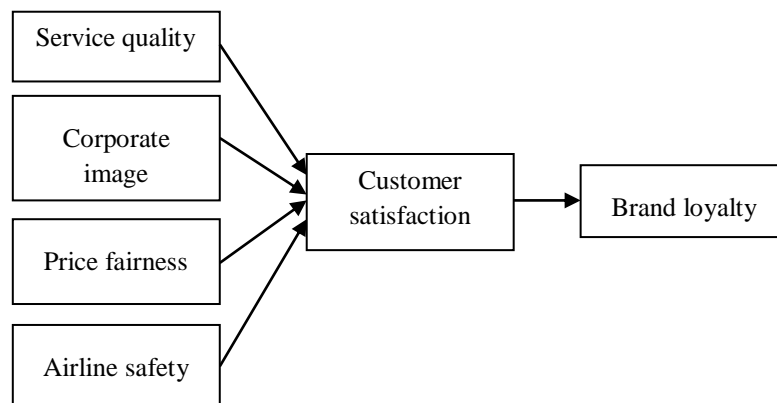 Service quality
Corporate
image
Price fairness
Airline safety
Customer
satisfaction
Brand loyalty